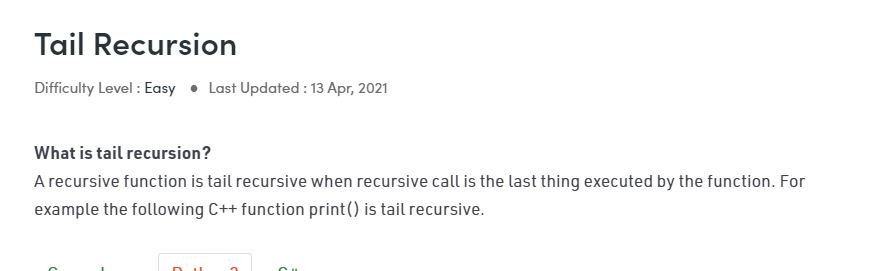 Tail Recursion
Difficulty Level : Easy ● Last Updated : 13 Apr, 2021
What is tail recursion?
A recursive function is tail recursive when recursive call is the last thing executed by the function. For
example the following C++ function print() is tail recursive.